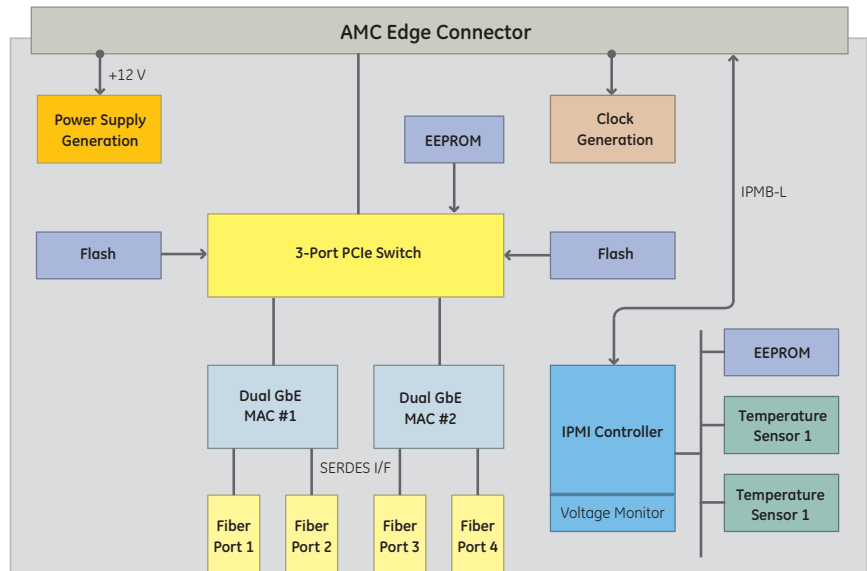 AMC Edge Connector
+12 V
Power Supply
Generation
EEPROM
Clock
Generation
IPMB-L
Flash
3-Port PCIe Switch
Flash
Dual GbE
MAC #1
Dual GbE
MAC #2
IPMI Controller
EEPROM
Temperature
Sensor 1
SERDES I/F
Fiber
Port 1
Fiber
Port 2
Fiber
Port 3
Fiber
Port 4
Voltage Monitor
Temperature
Sensor 1